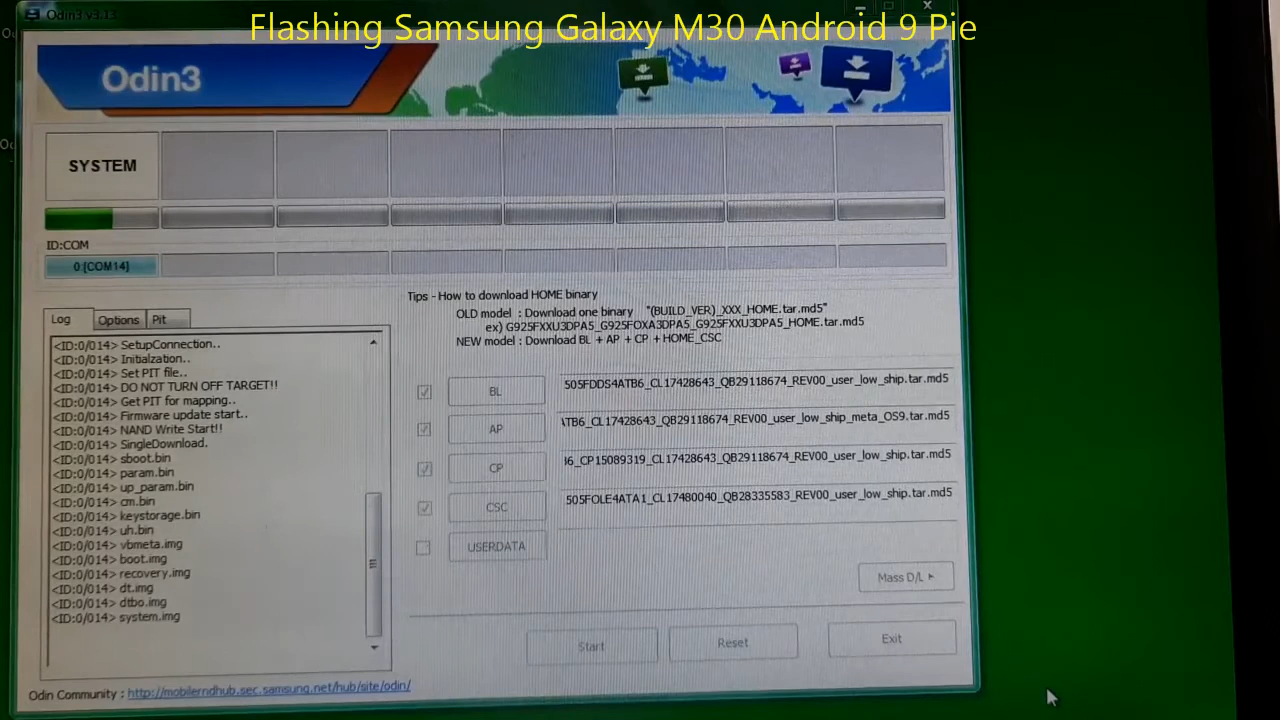 Odin3 v3.13
Flashing Samsung Galaxy M30 Android 9 Pie
Odin3
SYSTEM
ID:COM
0:[COM14]
Tips - How to download HOME binary
OLD model : Download one binary "(BUILD_VER)_XXX_HOME.tar.md5"
ex) G925FXXU3DPA5_G925FOXA3DPA5_G925FXXU3DPA5_HOME.tar.md5
NEW model : Download BL + AP + CP + HOME_CSC
Log Options Pit
<ID:0/014> SetupConnection..
<ID:0/014> Initialzation..
<ID:0/014> Set PIT file..
<ID:0/014> DO NOT TURN OFF TARGET!!
<ID:0/014> Get PIT for mapping..
<ID:0/014> Firmware update start..
<ID:0/014> NAND Write Start!!
<ID:0/014> SingleDownload.
<ID:0/014> sboot.bin
<ID:0/014> param.bin
<ID:0/014> up_param.bin
<ID:0/014> cm.bin
<ID:0/014> keystorage.bin
<ID:0/014> uh.bin
<ID:0/014> vbmeta.img
<ID:0/014> boot.img
<ID:0/014> recovery.img
<ID:0/014> dt.img
<ID:0/014> dtbo.img
<ID:0/014> system.img
BL 505FDDS4ATB6_CL17428643_QB29118674_REV00_user_low_ship.tar.md5
AP ATB6_CL17428643_QB29118674_REV00_user_low_ship_meta_OS9.tar.md5
CP 36_CP15089319_CL17428643_QB29118674_REV00_user_low_ship.tar.md5
CSC 505FOLE4ATA1_CL17480040_QB28335583_REV00_user_low_ship.tar.md5
USERDATA
Mass D/L
Start Reset Exit
Odin Community : http://mobilerndhub.sec.samsung.net/hub/site/odin/